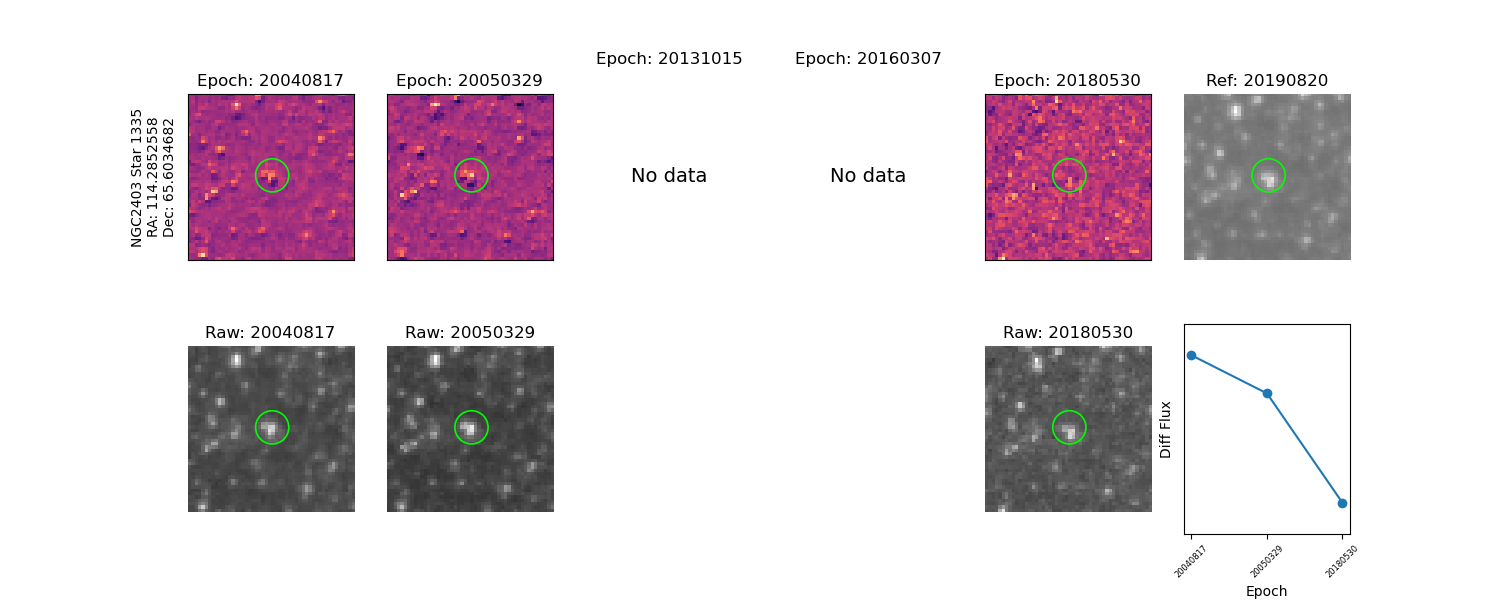 Epoch: 20131015
Epoch: 20160307
Epoch: 20040817
Epoch: 20050329
Epoch: 20180530
Ref: 20190820
NGC2403 Star 1335
RA: 114.2852558
Dec: 65.6034682
No data
No data
Raw: 20040817
Raw: 20050329
Raw: 20180530
Diff Flux
20040817
20050329
20180530
Epoch